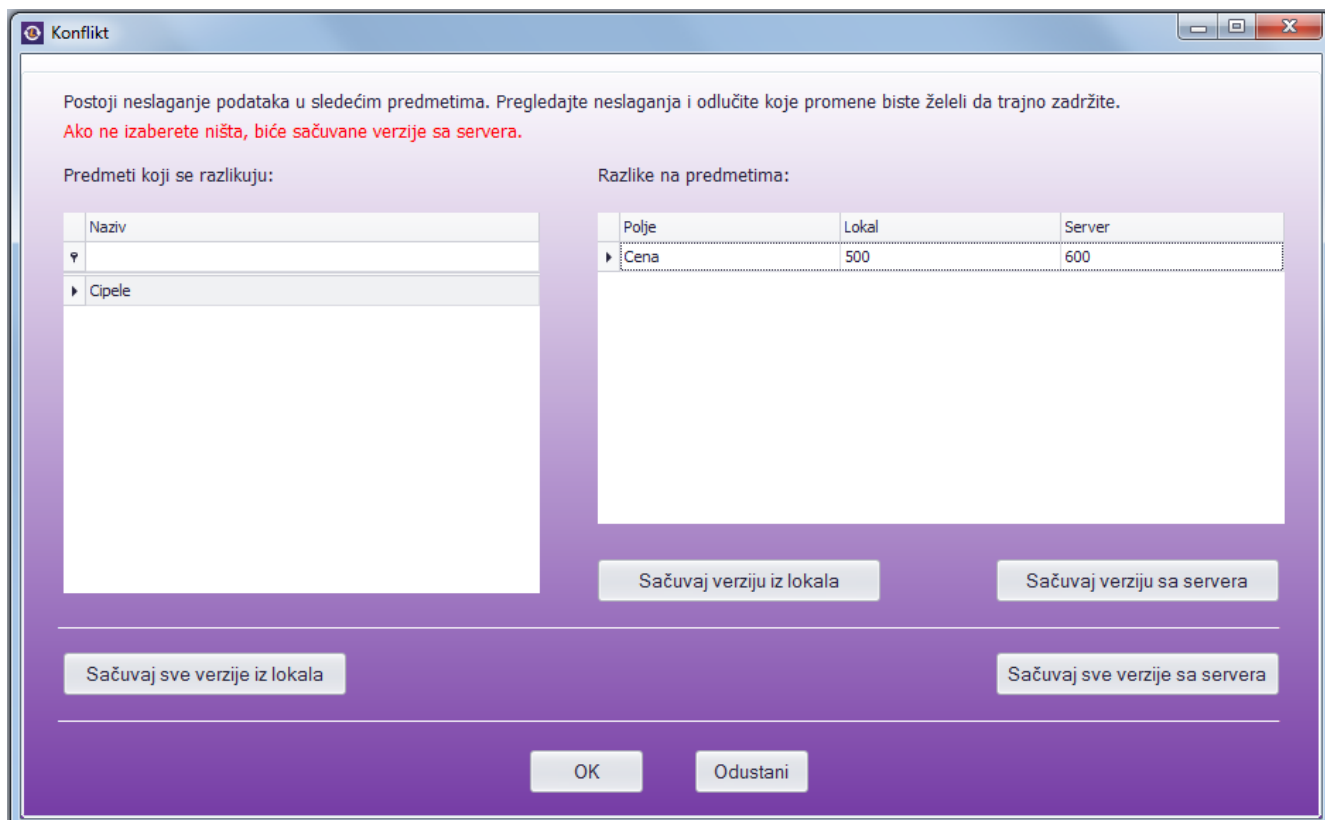 Konflikt
Postoji neslaganje podataka u sledećim predmetima. Pregledajte neslaganja i odlučite koje promene biste želeli da trajno zadržite.
Ako ne izaberete ništa, biće sačuvane verzije sa servera.
Predmeti koji se razlikuju:
Razlike na predmetima:
Naziv
Cipele
Polje Lokal Server
Cena 500 600
Sačuvaj verziju iz lokala
Sačuvaj verziju sa servera
Sačuvaj sve verzije iz lokala
Sačuvaj sve verzije sa servera
OK
Odustani